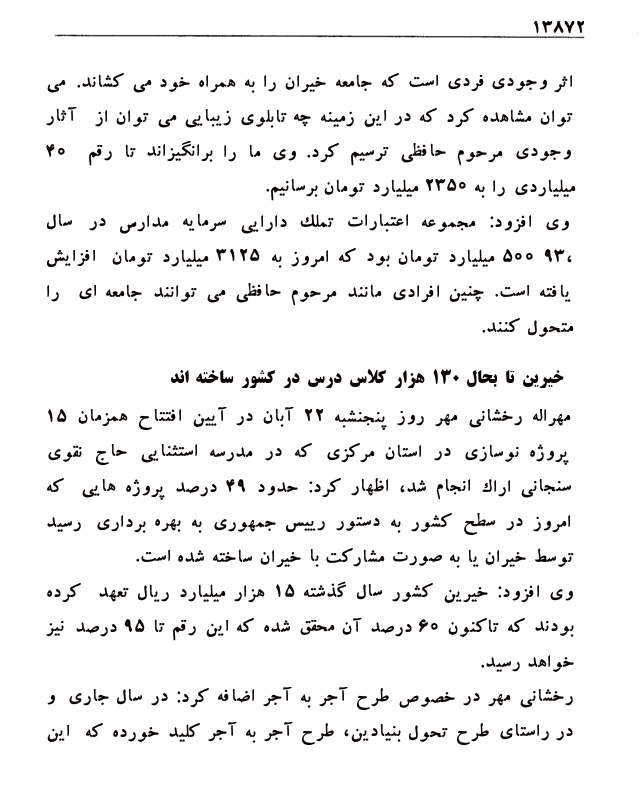 ۱۳۸۷۲
اثر وجودی فردی است که جامعه خیران را به همراه خود می کشاند. می
توان مشاهده کرد که در این زمینه چه تابلوی زیبایی می توان از آثار
وجودی مرحوم حافظی ترسیم کرد. وی ما را برانگیزاند تا رقم ۴۰
میلیاردی را به ۲۳۵۰ میلیارد تومان برسانیم.
وی افزود: مجموعه اعتبارات تملك دارایی سرمایه مدارس در سال
۹۳، ۵۰۰ میلیارد تومان بود که امروز به ۳۱۲۵ میلیارد تومان افزایش
یافته است. چنین افرادی مانند مرحوم حافظی می توانند جامعه ای را
متحول کنند.
خیرین تا بحال ۱۳۰ هزار کلاس درس در کشور ساخته اند
مهراله رخشانی مهر روز پنجنشبه ۲۲ آبان در آیین افتتاح همزمان ۱۵
پروژه نوسازی در استان مرکزی که در مدرسه استثنایی حاج نقوی
سنجانی اراك انجام شد، اظهار کرد: حدود ۴۹ درصد پروژه هایی که
امروز در سطح کشور به دستور رییس جمهوری به بهره برداری رسید
توسط خیران یا به صورت مشارکت با خیران ساخته شده است.
وی افزود: خیرین کشور سال گذشته ۱۵ هزار میلیارد ریال تعهد کرده
بودند که تاکنون ۶۰ درصد آن محقق شده که این رقم تا ۹۵ درصد نیز
خواهد رسید.
رخشانی مهر در خصوص طرح آجر به آجر اضافه کرد: در سال جاری و
در راستای طرح تحول بنیادین، طرح آجر به آجر کلید خورده که این